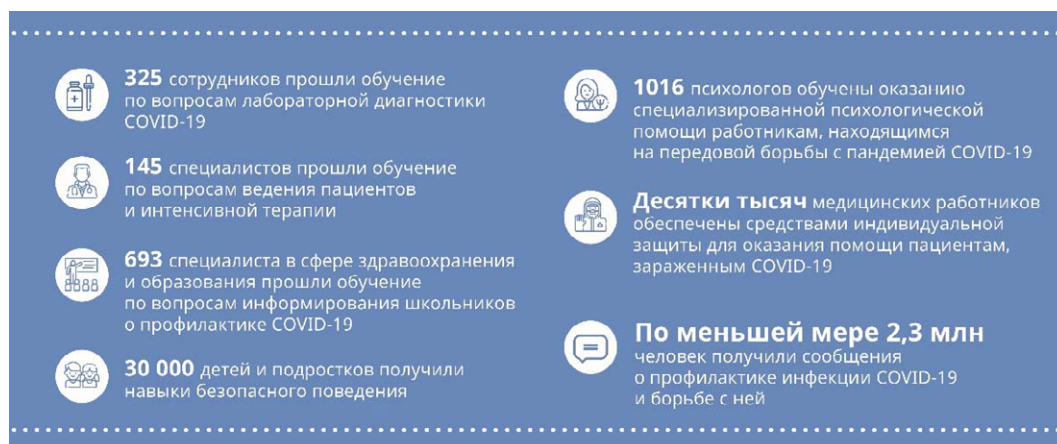 325 сотрудников прошли обучение
по вопросам лабораторной диагностики
COVID-19
145 специалистов прошли обучение
по вопросам ведения пациентов
и интенсивной терапии
693 специалиста в сфере здравоохранения
и образования прошли обучение
по вопросам информирования школьников
о профилактике COVID-19
30 000 детей и подростков получили
навыки безопасного поведения
1016 психологов обучены оказанию
специализированной психологической
помощи работникам, находящимся
на передовой борьбы с пандемией COVID-19
Десятки тысяч медицинских работников
обеспечены средствами индивидуальной
защиты для оказания помощи пациентам,
зараженным COVID-19
По меньшей мере 2,3 млн
человек получили сообщения
о профилактике инфекции COVID-19
и борьбе с ней